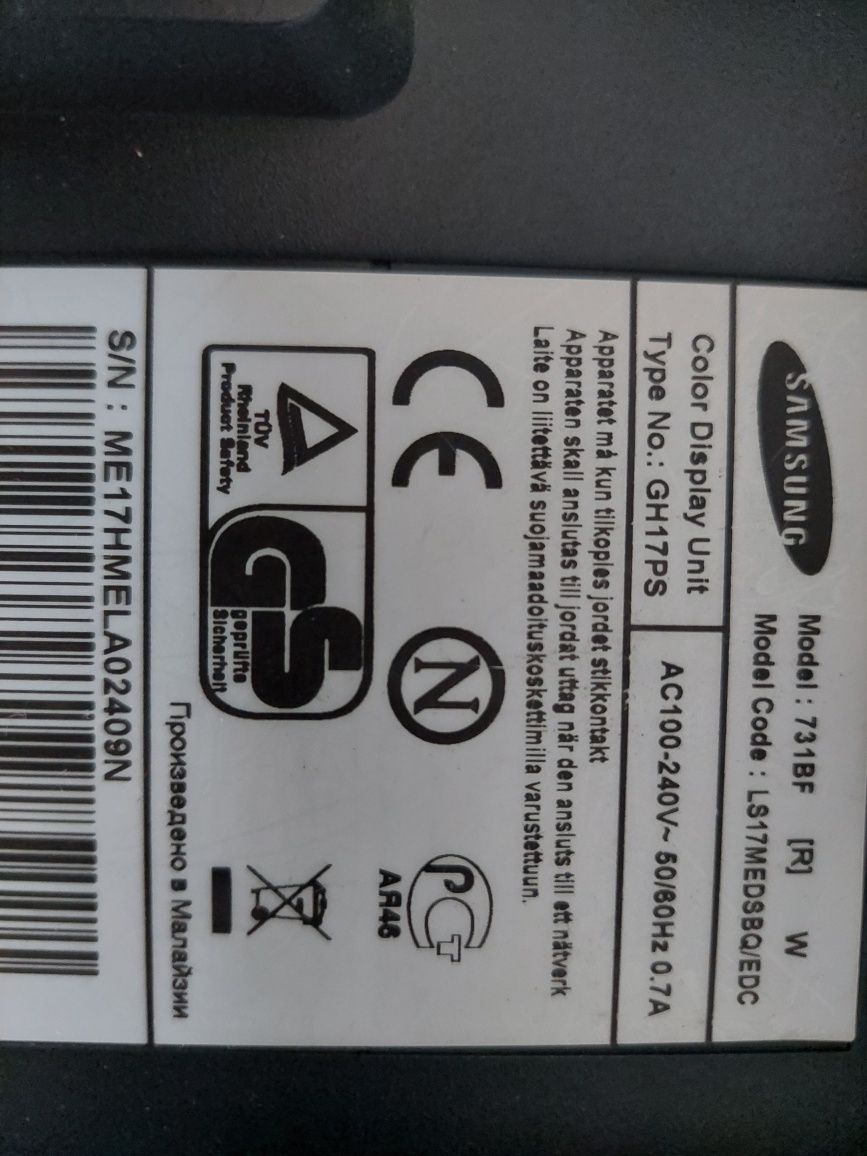 SAMSUNG
Model : 731BF [R] W
Model Code : LS17MEDSBQ/EDC
Color Display Unit
Type No.: GH17PS
AC100-240V~ 50/60Hz 0.7A
Apparatet må kun tilkoples jordet stikkontakt
Apparaten skall anslutas till jordat uttag när den ansluts till ett nätverk
Laite on liitettävä suojamaadoituskoskettimilla varustettuun.
CE
N
PCT
АЯ46
TÜV
Rheinland
Product Safety
GS
geprüfte
Sicherheit
Произведено в Малайзии
S/N : ME17HMELA02409N